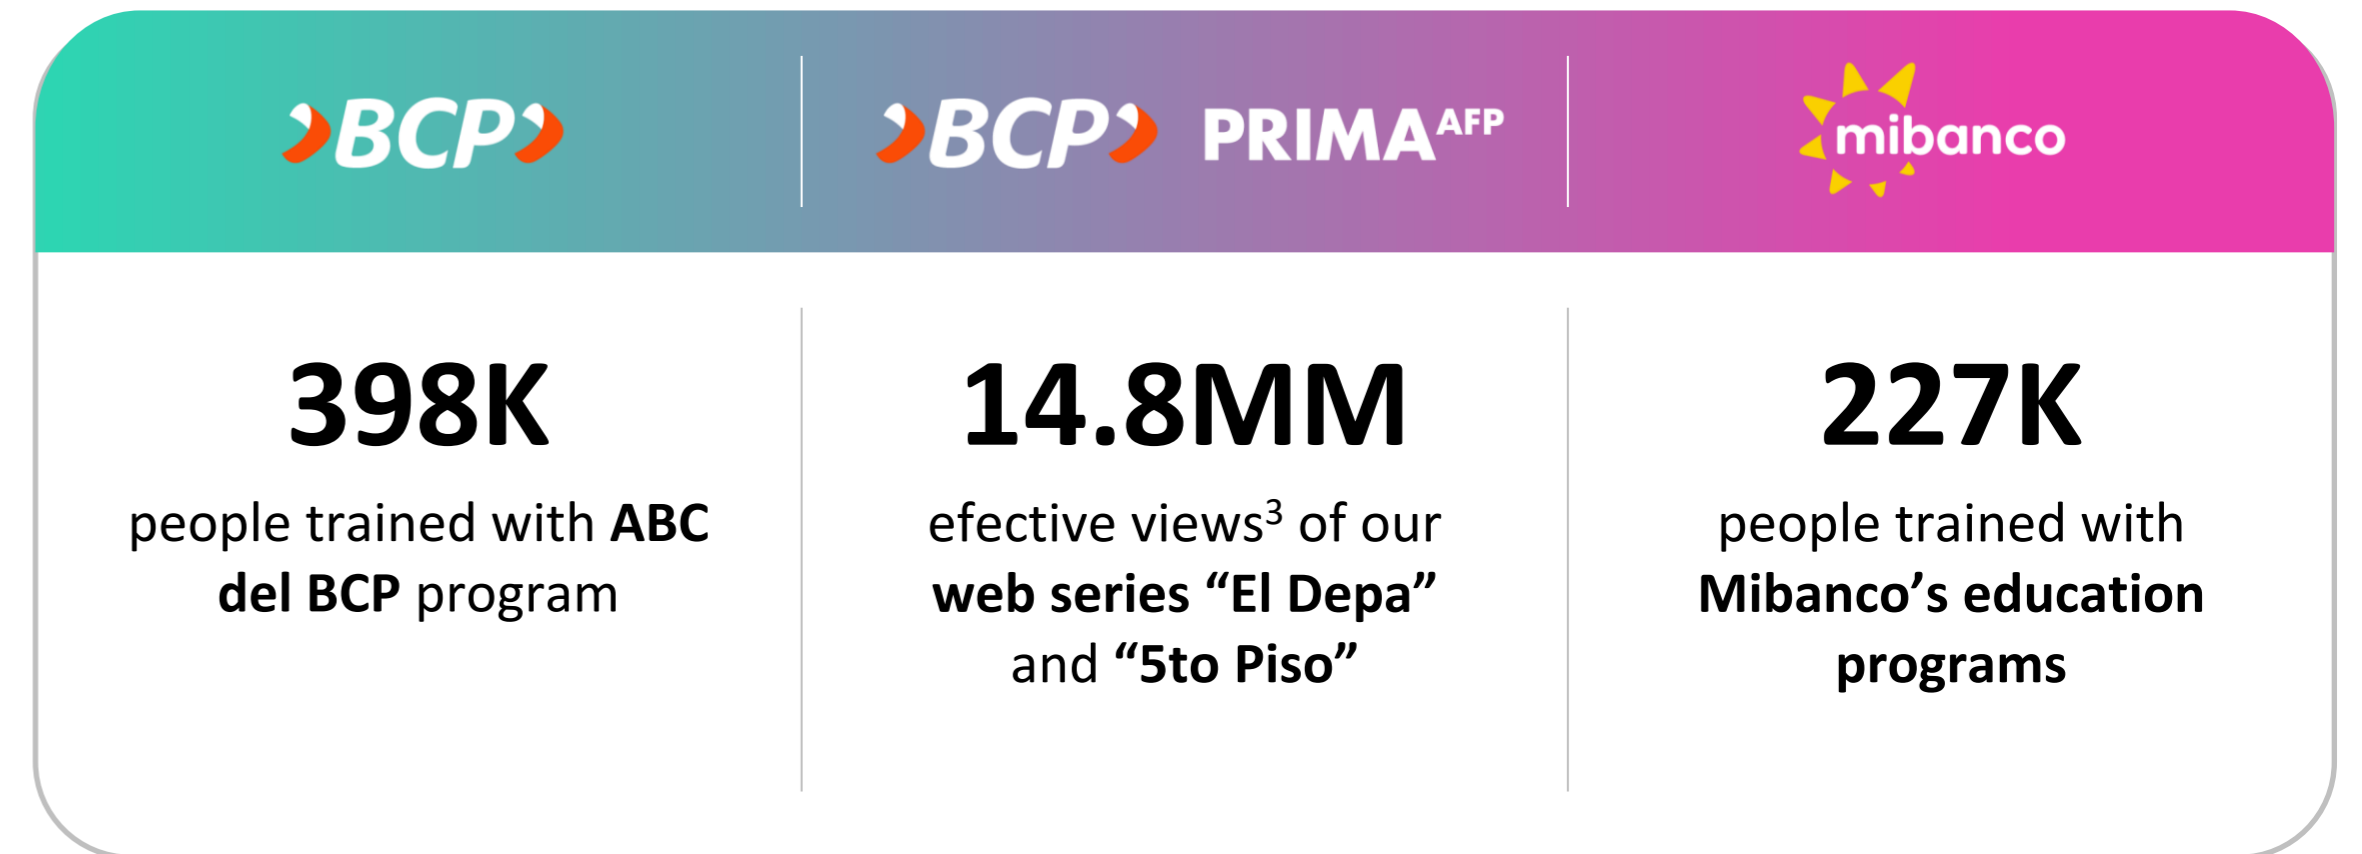 BCP
BCP PRIMA AFP
mibanco
398K
people trained with ABC
del BCP program
14.8MM
efective views³ of our
web series “El Depa”
and “5to Piso”
227K
people trained with
Mibanco’s education
programs